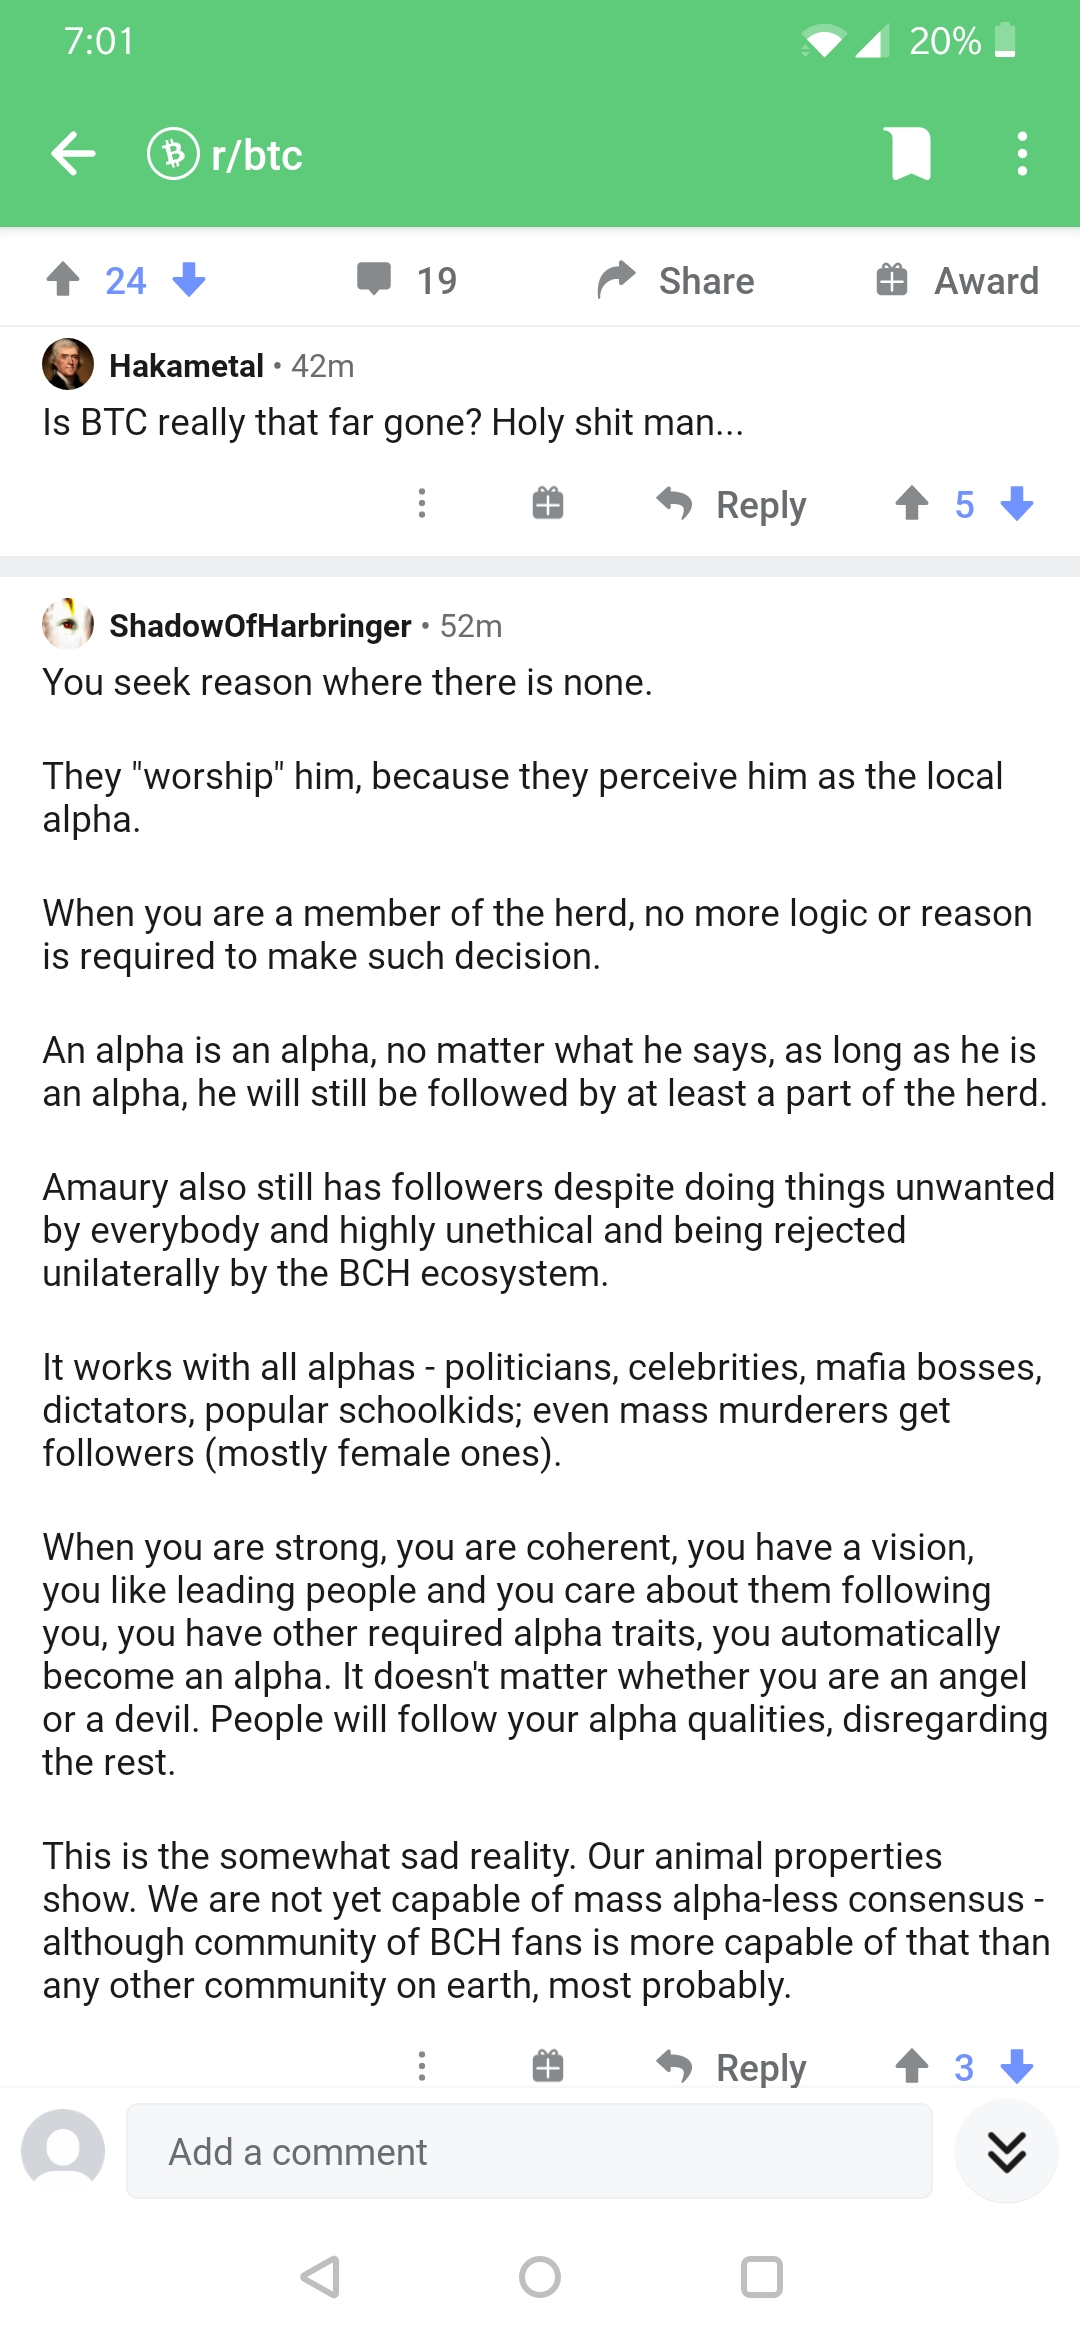 7:01
20%
r/btc
24
19
Share
Award
Hakametal • 42m
Is BTC really that far gone? Holy shit man...
Reply
5
ShadowOfHarbringer • 52m
You seek reason where there is none.
They "worship" him, because they perceive him as the local
alpha.
When you are a member of the herd, no more logic or reason
is required to make such decision.
An alpha is an alpha, no matter what he says, as long as he is
an alpha, he will still be followed by at least a part of the herd.
Amaury also still has followers despite doing things unwanted
by everybody and highly unethical and being rejected
unilaterally by the BCH ecosystem.
It works with all alphas - politicians, celebrities, mafia bosses,
dictators, popular schoolkids; even mass murderers get
followers (mostly female ones).
When you are strong, you are coherent, you have a vision,
you like leading people and you care about them following
you, you have other required alpha traits, you automatically
become an alpha. It doesn't matter whether you are an angel
or a devil. People will follow your alpha qualities, disregarding
the rest.
This is the somewhat sad reality. Our animal properties
show. We are not yet capable of mass alpha-less consensus -
although community of BCH fans is more capable of that than
any other community on earth, most probably.
Reply
3
Add a comment